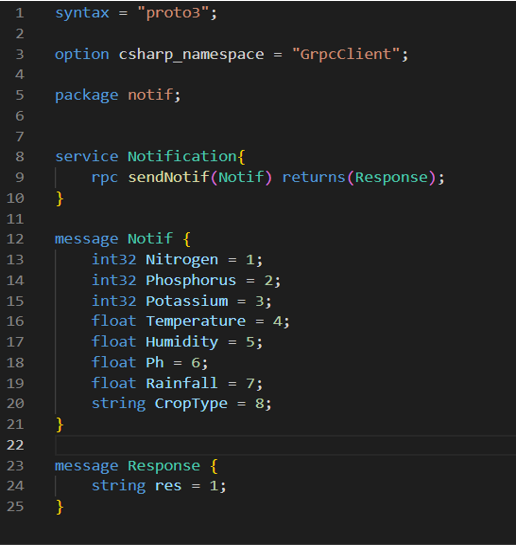 1 syntax = "proto3";
2
3 option csharp_namespace = "GrpcClient";
4
5 package notif;
6
7
8 service Notification{
9     rpc sendNotif(Notif) returns(Response);
10 }
11
12 message Notif {
13     int32 Nitrogen = 1;
14     int32 Phosphorus = 2;
15     int32 Potassium = 3;
16     float Temperature = 4;
17     float Humidity = 5;
18     float Ph = 6;
19     float Rainfall = 7;
20     string CropType = 8;
21 }
22
23 message Response {
24     string res = 1;
25 }